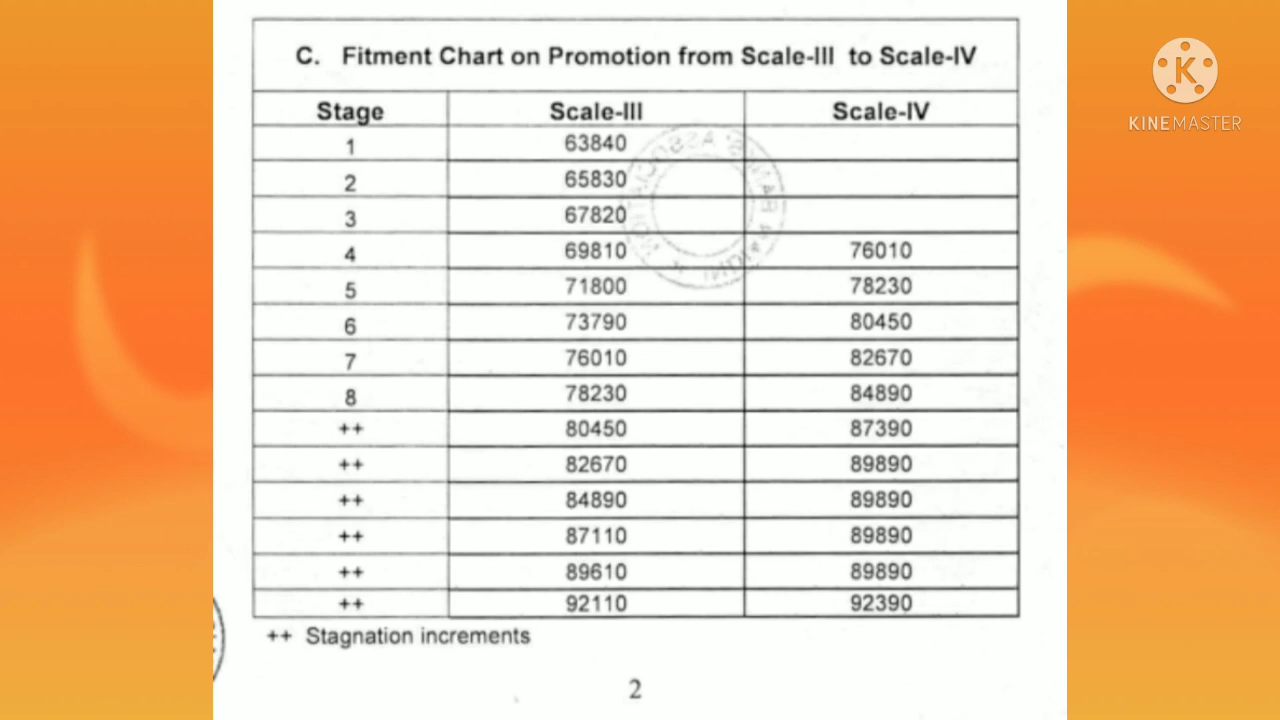 C. Fitment Chart on Promotion from Scale-III to Scale-IV
Stage Scale-III Scale-IV
1 63840
2 65830
3 67820
4 69810 76010
5 71800 78230
6 73790 80450
7 76010 82670
8 78230 84890
++ 80450 87390
++ 82670 89890
++ 84890 89890
++ 87110 89890
++ 89610 89890
++ 92110 92390
++ Stagnation increments
2
K
KINEMASTER